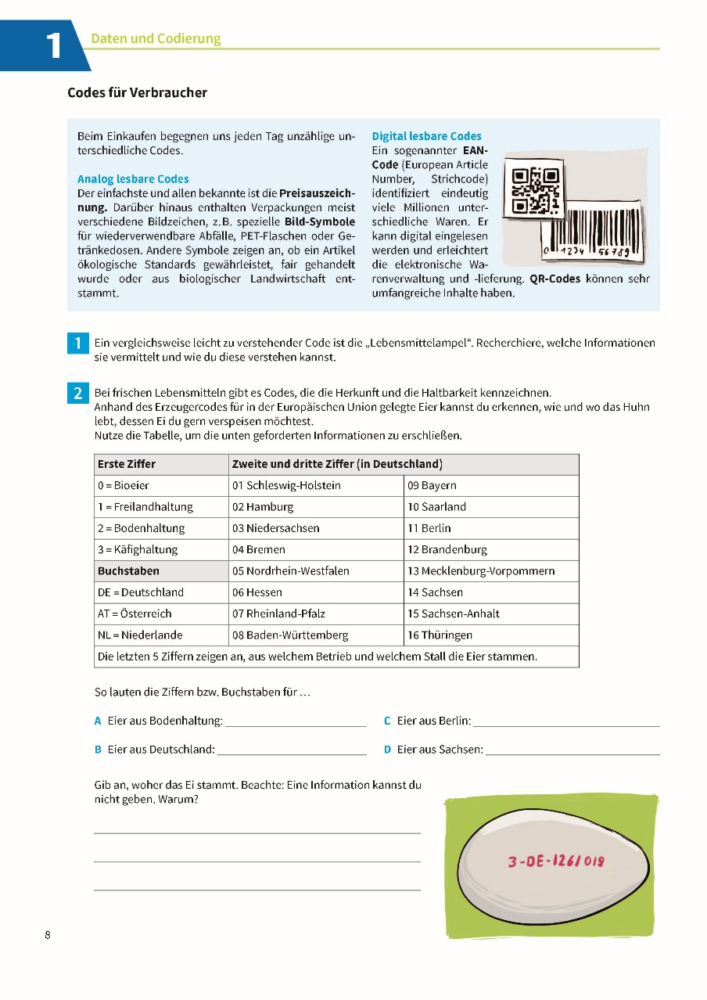 1
Daten und Codierung
Codes für Verbraucher
Beim Einkaufen begegnen uns jeden Tag unzählige un-
terschiedliche Codes.
Analog lesbare Codes
Der einfachste und allen bekannte ist die Preisauszeich-
nung. Darüber hinaus enthalten Verpackungen meist
verschiedene Bildzeichen, z. B. spezielle Bild-Symbole
für wiederverwendbare Abfälle, PET-Flaschen oder Ge-
tränkedosen. Andere Symbole zeigen an, ob ein Artikel
ökologische Standards gewährleistet, fair gehandelt
wurde oder aus biologischer Landwirtschaft ent-
stammt.
Digital lesbare Codes
Ein sogenannter EAN-
Code (European Article
Number, Strichcode)
identifiziert eindeutig
viele Millionen unter-
schiedliche Waren. Er
kann digital eingelesen
werden und erleichtert
die elektronische Wa-
renverwaltung und -lieferung. QR-Codes können sehr
umfangreiche Inhalte haben.
0 1234 56789
1 Ein vergleichsweise leicht zu verstehender Code ist die „Lebensmittelampel“. Recherchiere, welche Informationen
sie vermittelt und wie du diese verstehen kannst.
2 Bei frischen Lebensmitteln gibt es Codes, die die Herkunft und die Haltbarkeit kennzeichnen.
Anhand des Erzeugercodes für in der Europäischen Union gelegte Eier kannst du erkennen, wie und wo das Huhn
lebt, dessen Ei du gern verspeisen möchtest.
Nutze die Tabelle, um die unten geforderten Informationen zu erschließen.
Erste Ziffer Zweite und dritte Ziffer (in Deutschland)
0 = Bioeier 01 Schleswig-Holstein 09 Bayern
1 = Freilandhaltung 02 Hamburg 10 Saarland
2 = Bodenhaltung 03 Niedersachsen 11 Berlin
3 = Käfighaltung 04 Bremen 12 Brandenburg
Buchstaben 05 Nordrhein-Westfalen 13 Mecklenburg-Vorpommern
DE = Deutschland 06 Hessen 14 Sachsen
AT = Österreich 07 Rheinland-Pfalz 15 Sachsen-Anhalt
NL = Niederlande 08 Baden-Württemberg 16 Thüringen
Die letzten 5 Ziffern zeigen an, aus welchem Betrieb und welchem Stall die Eier stammen.
So lauten die Ziffern bzw. Buchstaben für …
A Eier aus Bodenhaltung: C Eier aus Berlin:
B Eier aus Deutschland: D Eier aus Sachsen:
Gib an, woher das Ei stammt. Beachte: Eine Information kannst du
nicht geben. Warum?
3-DE-1261019
8